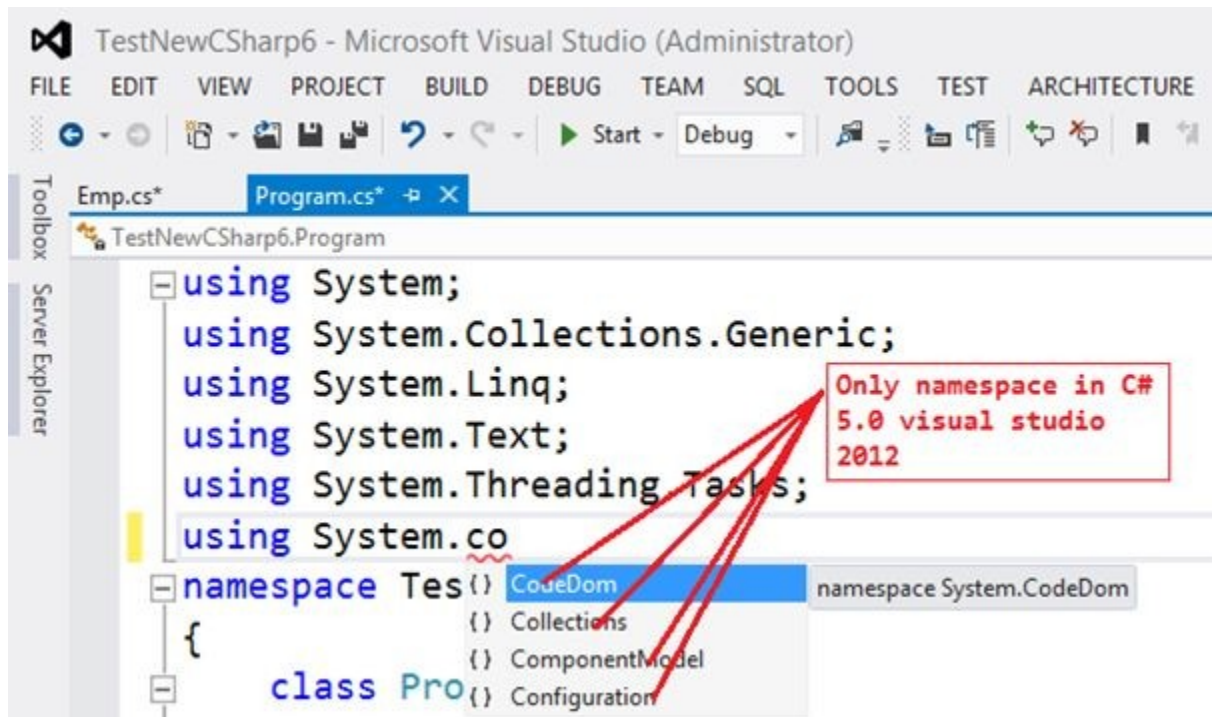 TestNewCSharp6 - Microsoft Visual Studio (Administrator)
FILE EDIT VIEW PROJECT BUILD DEBUG TEAM SQL TOOLS TEST ARCHITECTURE
Start Debug
Toolbox
Server Explorer
Emp.cs* Program.cs*
TestNewCSharp6.Program
using System;
using System.Collections.Generic;
using System.Linq;
using System.Text;
using System.Threading.Tasks;
using System.co
Only namespace in C#
5.0 visual studio
2012
namespace Tes
{} CodeDom
namespace System.CodeDom
{
{} Collections
{} ComponentModel
class Pro
{} Configuration